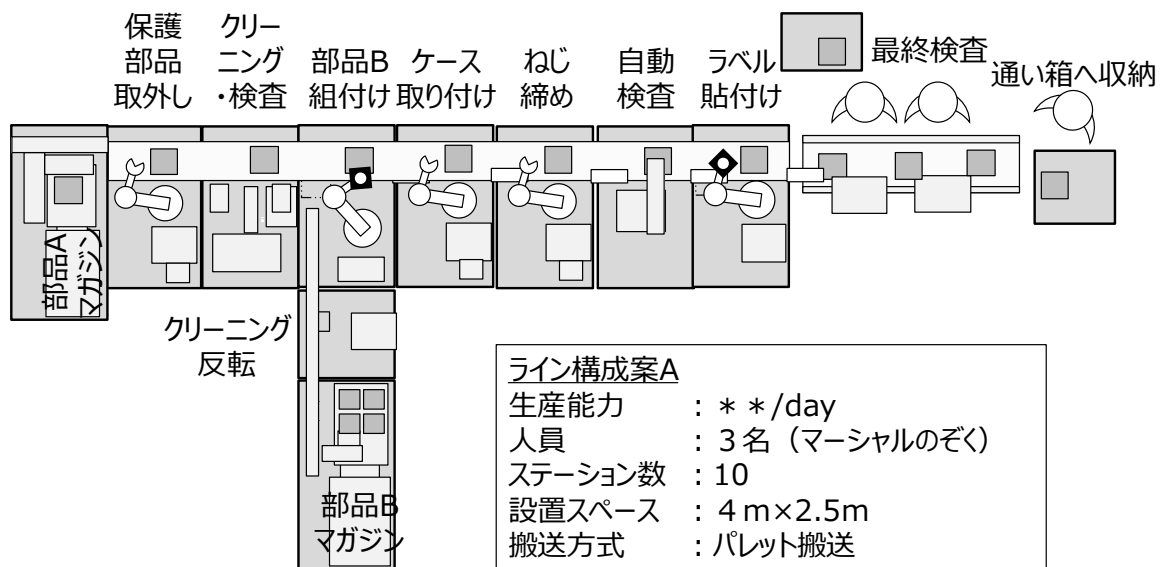 保護
部品
取外し
クリー
ニング
・検査
部品B
組付け
ケース
取り付け
ねじ
締め
自動
検査
ラベル
貼付け
最終検査
通い箱へ収納
部品A
マガジン
クリーニング
反転
部品B
マガジン
ライン構成案A
生産能力 : ＊＊/day
人員 : ３名（マーシャルのぞく）
ステーション数 : 10
設置スペース : ４ｍ×2.5m
搬送方式 : パレット搬送